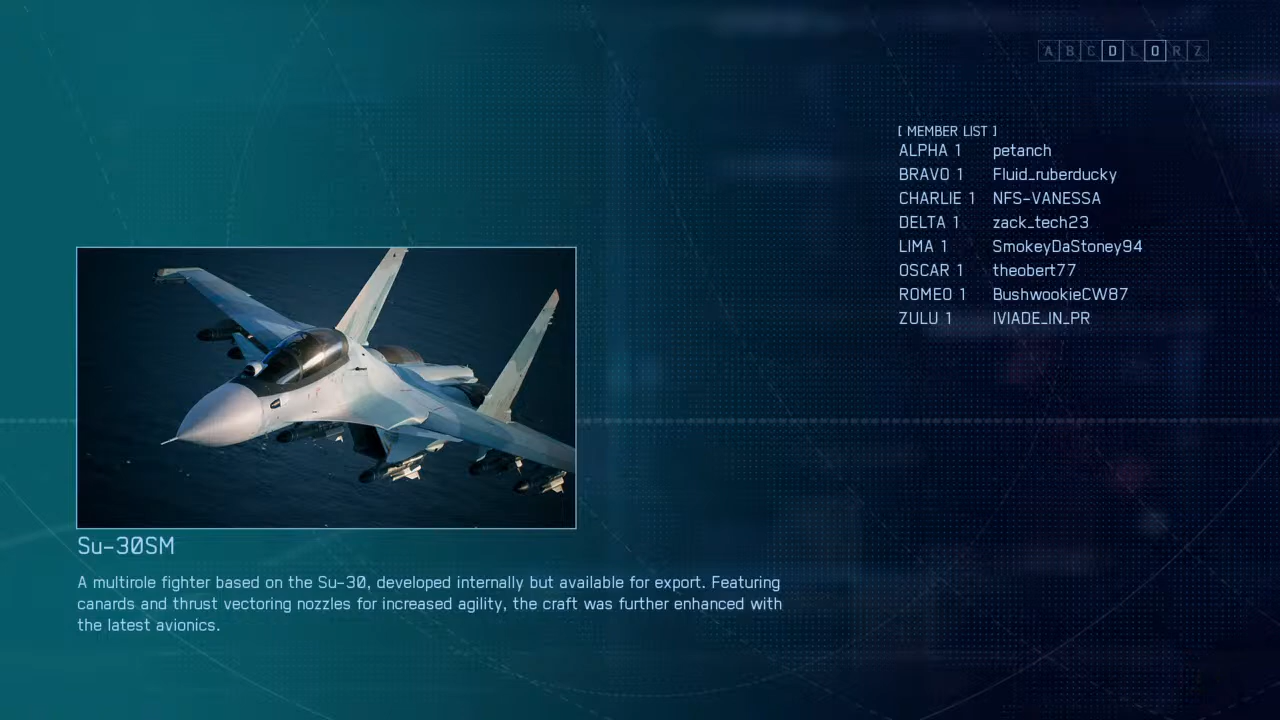 A B C D L O R Z
[ MEMBER LIST ]
ALPHA 1 petanch
BRAVO 1 Fluid_ruberducky
CHARLIE 1 NFS-VANESSA
DELTA 1 zack_tech23
LIMA 1 SmokeyDaStoney94
OSCAR 1 theobert77
ROMEO 1 BushwookieCW87
ZULU 1 IVIADE_IN_PR
Su-30SM
A multirole fighter based on the Su-30, developed internally but available for export. Featuring
canards and thrust vectoring nozzles for increased agility, the craft was further enhanced with
the latest avionics.